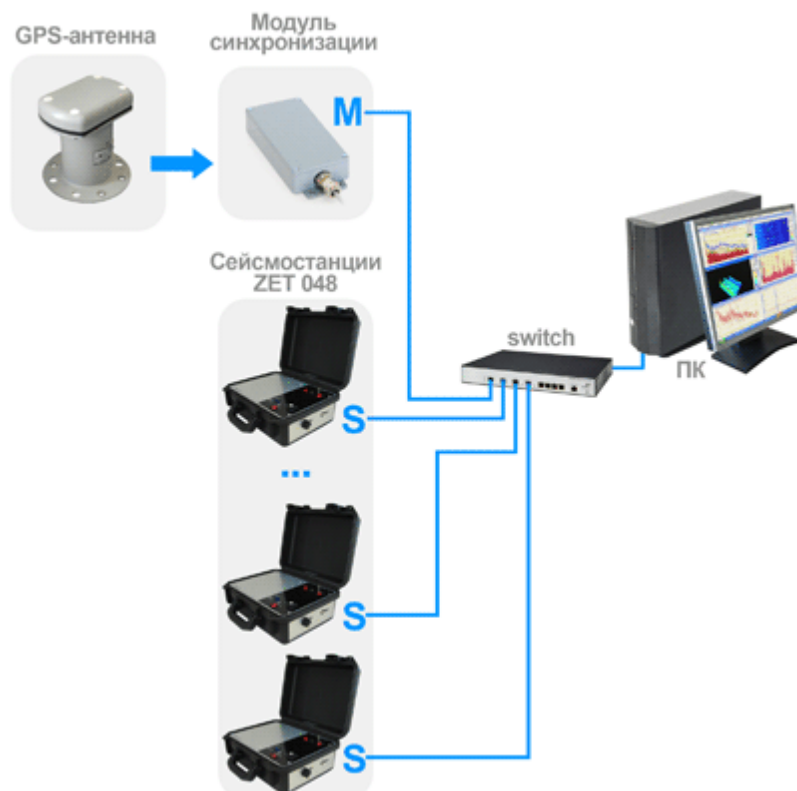 GPS-антенна
Модуль
синхронизации
M
Сейсмостанции
ZET 048
S
...
S
S
switch
ПК